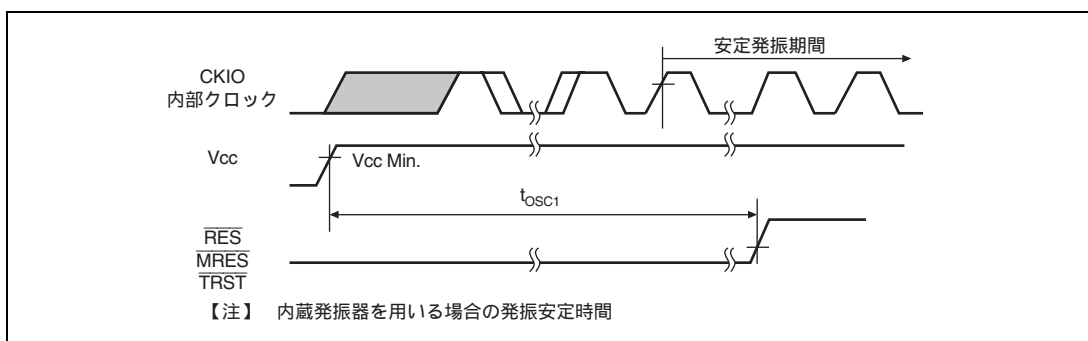 安定発振期間
CKIO
内部クロック
Vcc
Vcc Min.
tOSC1
RES
MRES
TRST
【注】 内蔵発振器を用いる場合の発振安定時間